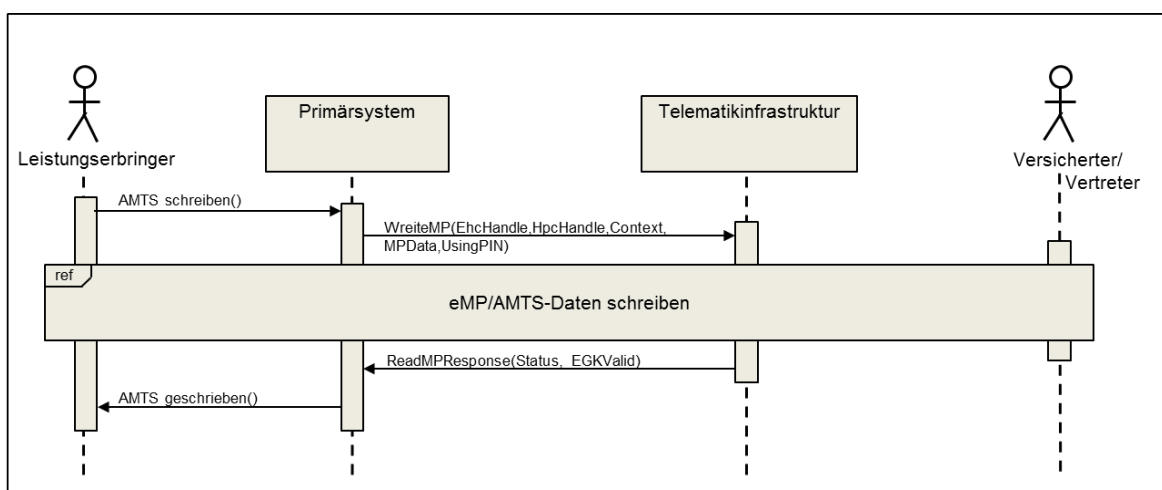 Primärsystem
Telematikinfrastruktur
Leistungserbringer
Versicherter/
Vertreter
AMTS schreiben()
WreiteMP(EhcHandle,HpcHandle,Context,
MPData,UsingPIN)
ref
eMP/AMTS-Daten schreiben
ReadMPResponse(Status, EGKValid)
AMTS geschrieben()